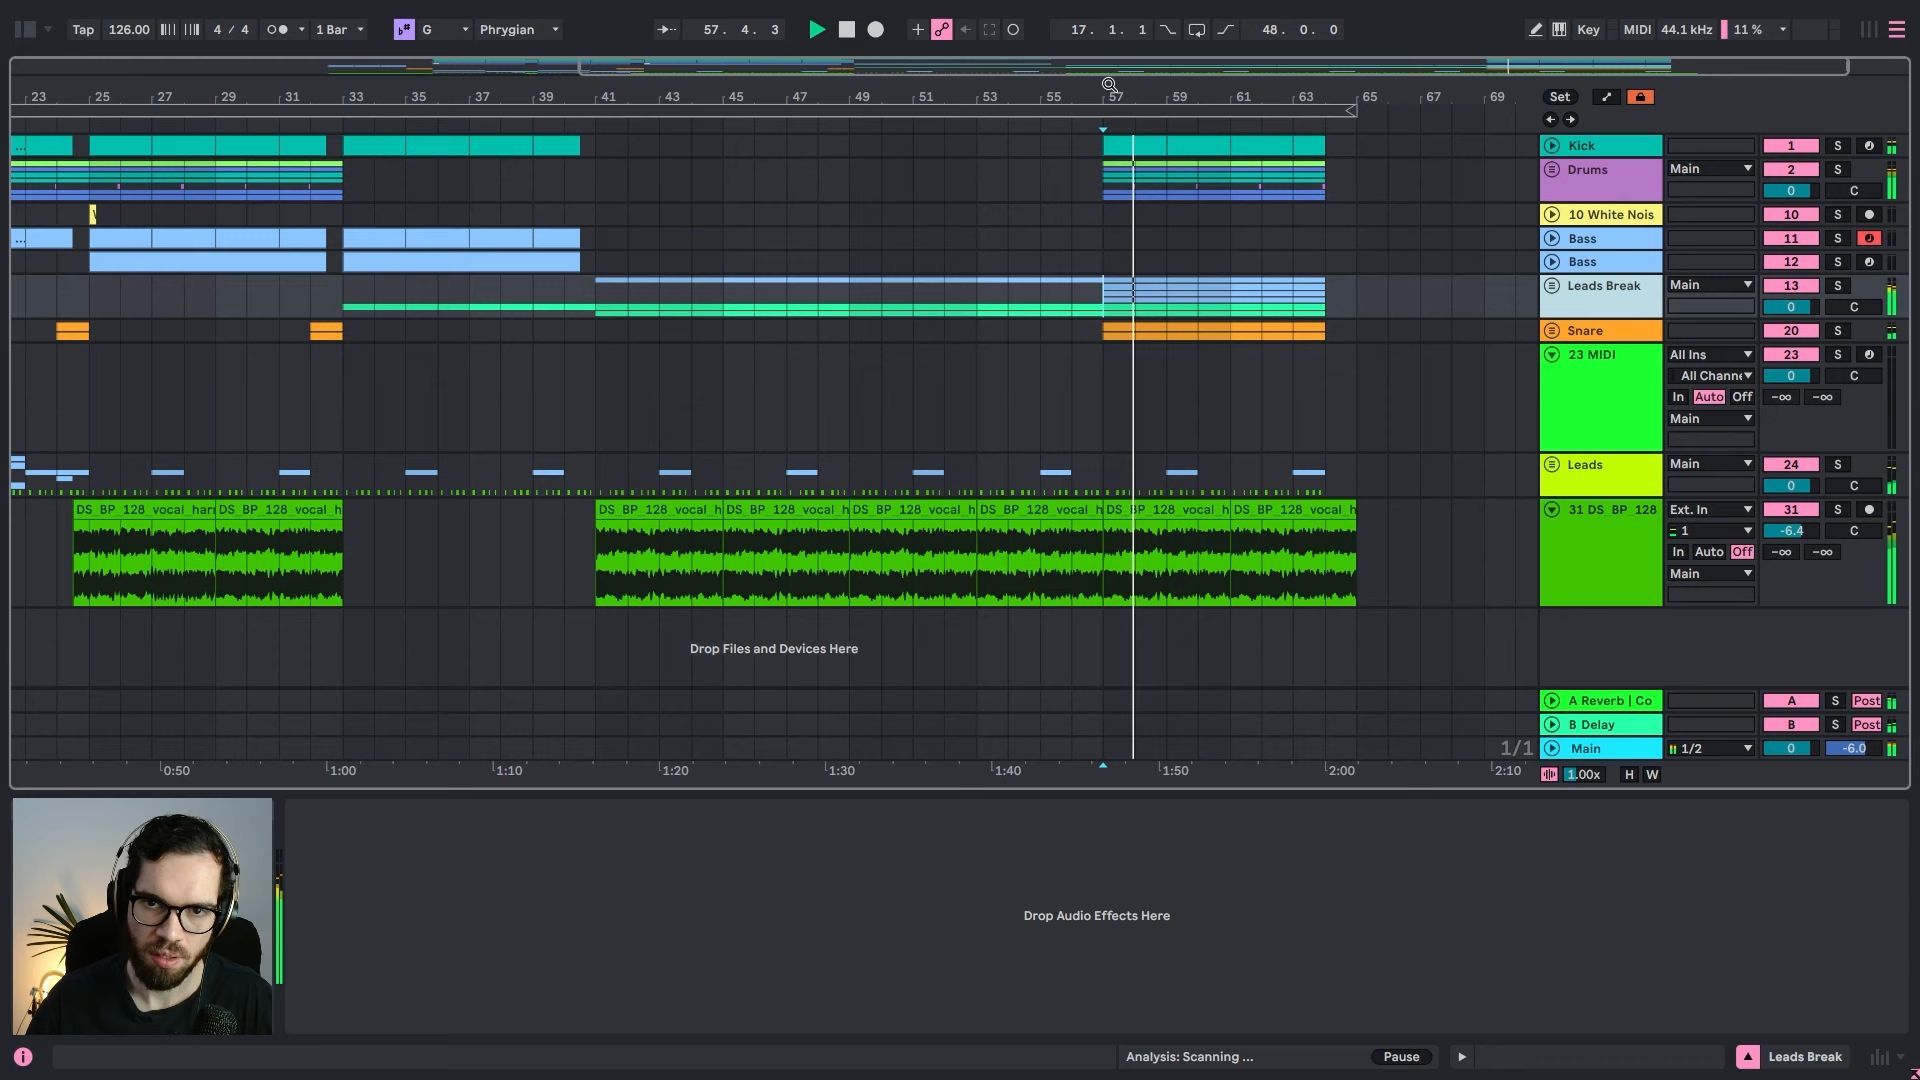 Tap 126.00 4 / 4 1 Bar G Phrygian 57. 4. 3 17. 1. 1 48. 0. 0 Key MIDI 44.1 kHz 11 %
23 25 27 29 31 33 35 37 39 41 43 45 47 49 51 53 55 57 59 61 63 65 67 69 Set
... Kick 1 S
Drums Main 2 S
0 C
10 White Nois 10 S
... Bass 11 S
Bass 12 S
Leads Break Main 13 S
0 C
Snare 20 S
23 MIDI All Ins 23 S
All Channe 0 C
In Auto Off -∞ -∞
Main
Leads Main 24 S
0 C
DS_BP_128_vocal_harr DS_BP_128_vocal_h DS_BP_128_vocal_h DS_BP_128_vocal_h DS_BP_128_vocal_h DS_BP_128_vocal_h DS_BP_128_vocal_h DS_BP_128_vocal_h 31 DS_BP_128 Ext. In 31 S
1 -6.4 C
In Auto Off -∞ -∞
Main
Drop Files and Devices Here
A Reverb | Co A S Post
B Delay B S Post
1/1 Main 1/2 0 -6.0
0:50 1:00 1:10 1:20 1:30 1:40 1:50 2:00 2:10 1.00x H W
Drop Audio Effects Here
Analysis: Scanning ... Pause Leads Break